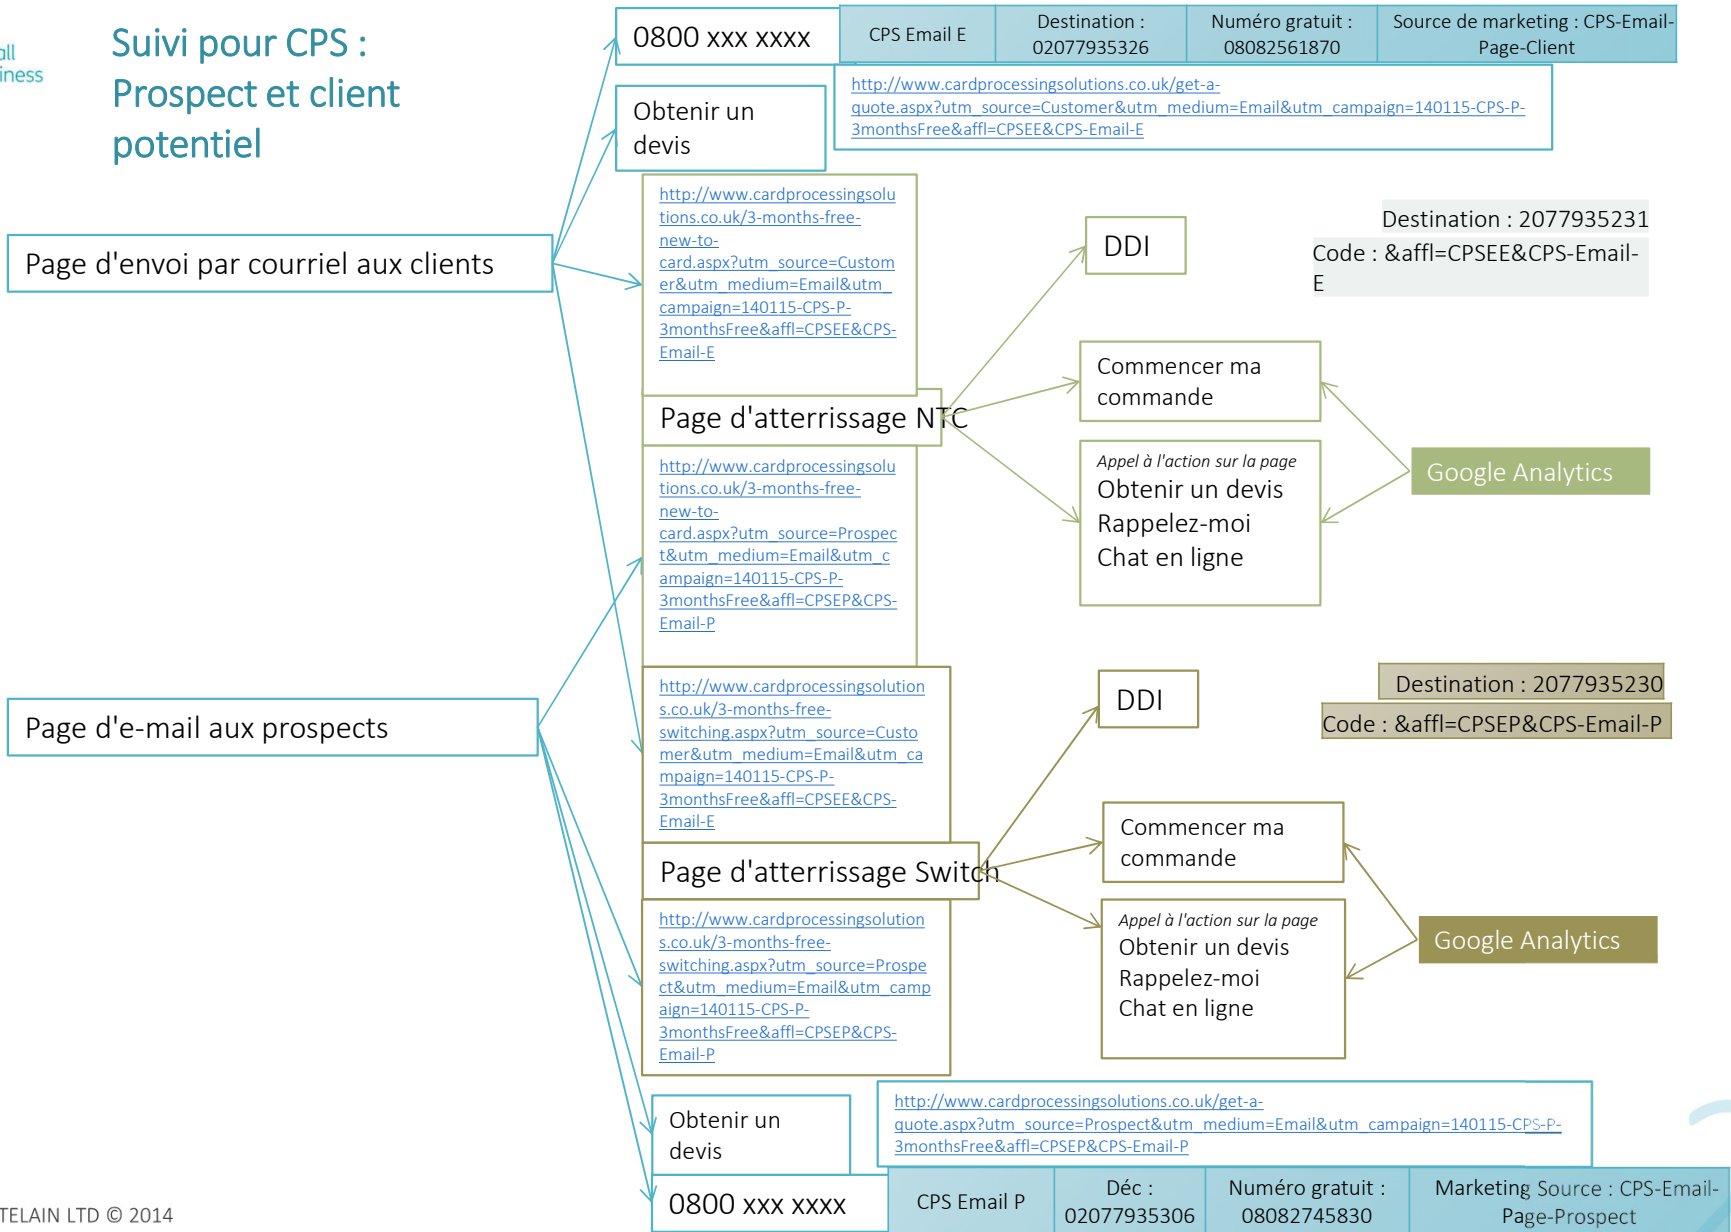 all
iness
Suivi pour CPS :
Prospect et client
potentiel
0800 xxx xxxx
CPS Email E
Destination :
02077935326
Numéro gratuit :
08082561870
Source de marketing : CPS-Email-
Page-Client
Obtenir un
devis
http://www.cardprocessingsolutions.co.uk/get-a-
quote.aspx?utm_source=Customer&utm_medium=Email&utm_campaign=140115-CPS-P-
3monthsFree&affl=CPSEE&CPS-Email-E
Page d'envoi par courriel aux clients
http://www.cardprocessingsolu
tions.co.uk/3-months-free-
new-to-
card.aspx?utm_source=Custom
er&utm_medium=Email&utm_
campaign=140115-CPS-P-
3monthsFree&affl=CPSEE&CPS-
Email-E
DDI
Destination : 2077935231
Code : &affl=CPSEE&CPS-Email-
E
Page d'atterrissage NTC
Commencer ma
commande
Appel à l'action sur la page
Obtenir un devis
Rappelez-moi
Chat en ligne
Google Analytics
http://www.cardprocessingsolu
tions.co.uk/3-months-free-
new-to-
card.aspx?utm_source=Prospec
t&utm_medium=Email&utm_c
ampaign=140115-CPS-P-
3monthsFree&affl=CPSEP&CPS-
Email-P
Page d'e-mail aux prospects
http://www.cardprocessingsolution
s.co.uk/3-months-free-
switching.aspx?utm_source=Custo
mer&utm_medium=Email&utm_ca
mpaign=140115-CPS-P-
3monthsFree&affl=CPSEE&CPS-
Email-E
DDI
Destination : 2077935230
Code : &affl=CPSEP&CPS-Email-P
Page d'atterrissage Switch
Commencer ma
commande
Appel à l'action sur la page
Obtenir un devis
Rappelez-moi
Chat en ligne
Google Analytics
http://www.cardprocessingsolution
s.co.uk/3-months-free-
switching.aspx?utm_source=Prospe
ct&utm_medium=Email&utm_camp
aign=140115-CPS-P-
3monthsFree&affl=CPSEP&CPS-
Email-P
Obtenir un
devis
http://www.cardprocessingsolutions.co.uk/get-a-
quote.aspx?utm_source=Prospect&utm_medium=Email&utm_campaign=140115-CPS-P-
3monthsFree&affl=CPSEP&CPS-Email-P
0800 xxx xxxx
CPS Email P
Déc :
02077935306
Numéro gratuit :
08082745830
Marketing Source : CPS-Email-
Page-Prospect
TELAIN LTD © 2014